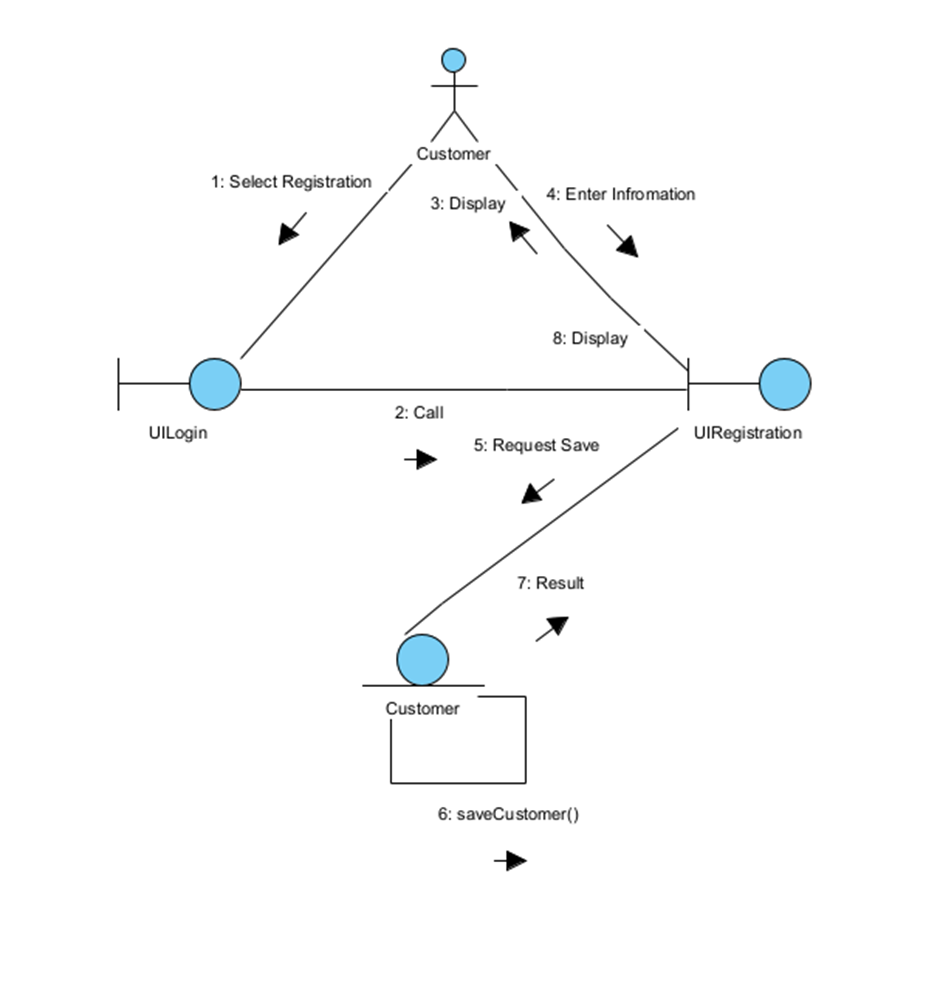 Customer
1: Select Registration
4: Enter Infromation
3: Display
8: Display
2: Call
UILogin
UIRegistration
5: Request Save
7: Result
Customer
6: saveCustomer()